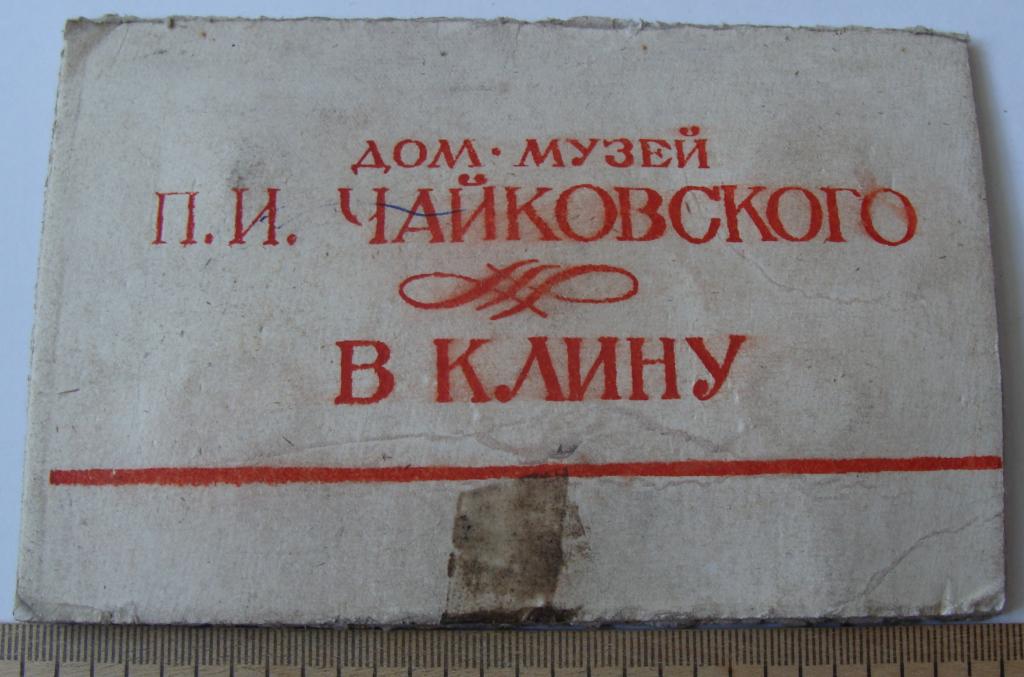 ДОМ · МУЗЕЙ
П. И. ЧАЙКОВСКОГО
В КЛИНУ